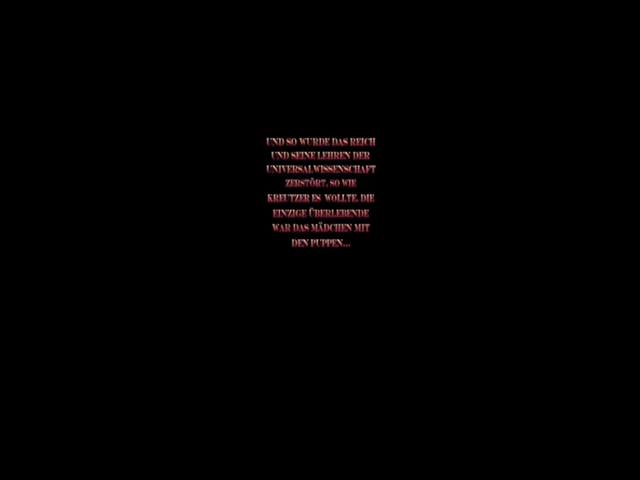 UND SO WURDE DAS REICH
UND SEINE LEHREN DER
UNIVERSALWISSENSCHAFT
ZERSTÖRT, SO WIE
KREUTZER ES WOLLTE. DIE
EINZIGE ÜBERLEBENDE
WAR DAS MÄDCHEN MIT
DEN PUPPEN...